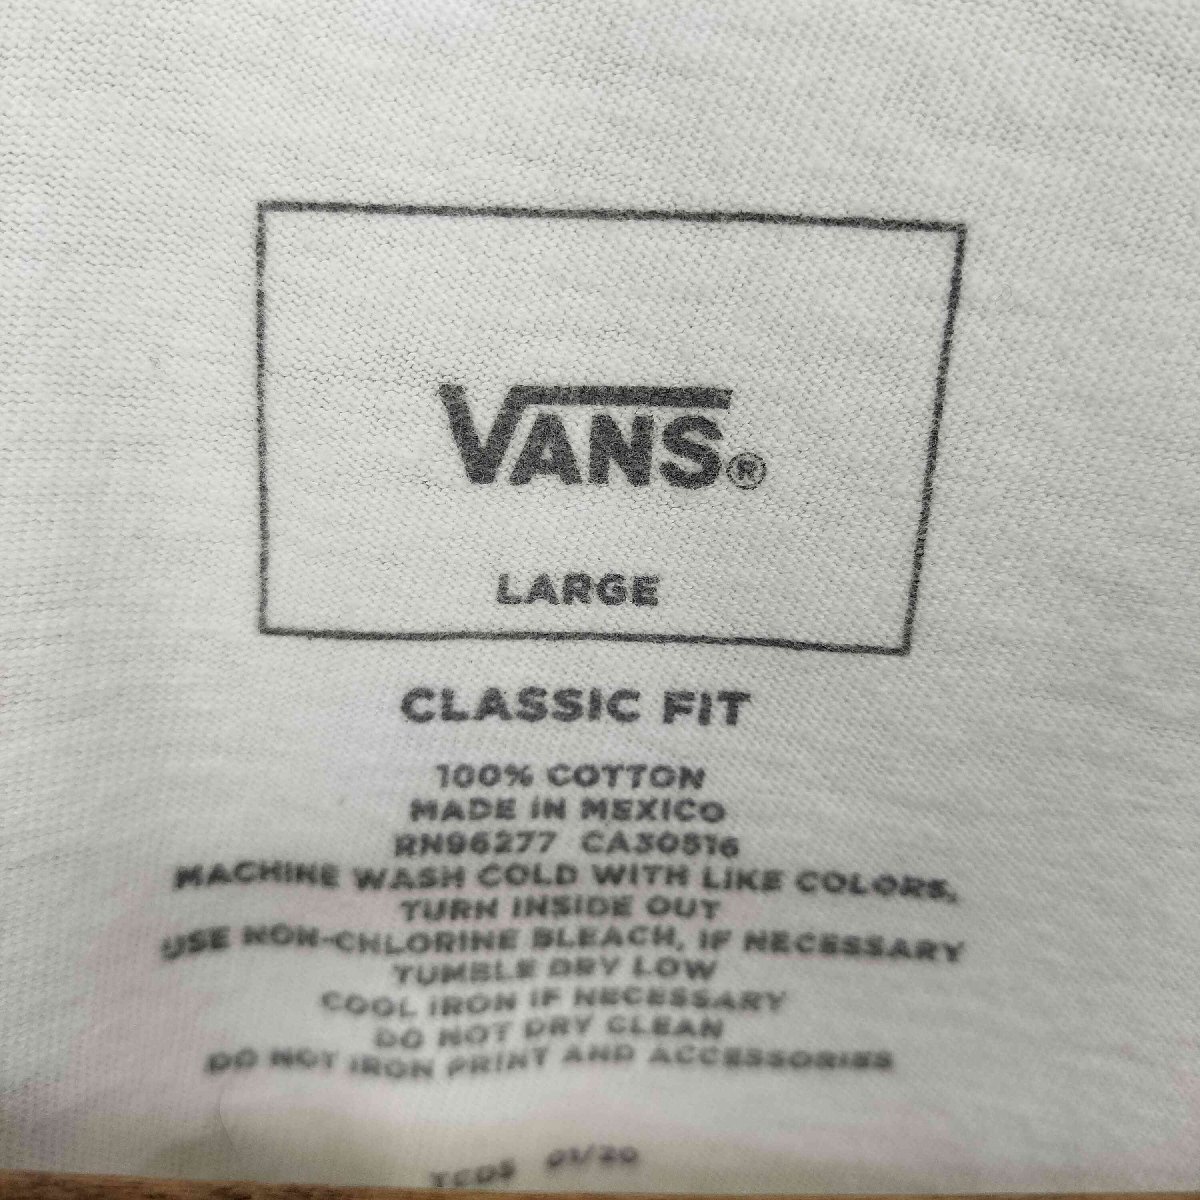 VANS®
LARGE
CLASSIC FIT
100% COTTON
MADE IN MEXICO
RN96277 CA30516
MACHINE WASH COLD WITH LIKE COLORS,
TURN INSIDE OUT
USE NON-CHLORINE BLEACH, IF NECESSARY
TUMBLE DRY LOW
COOL IRON IF NECESSARY
DO NOT DRY CLEAN
DO NOT IRON PRINT AND ACCESSORIES
01/20